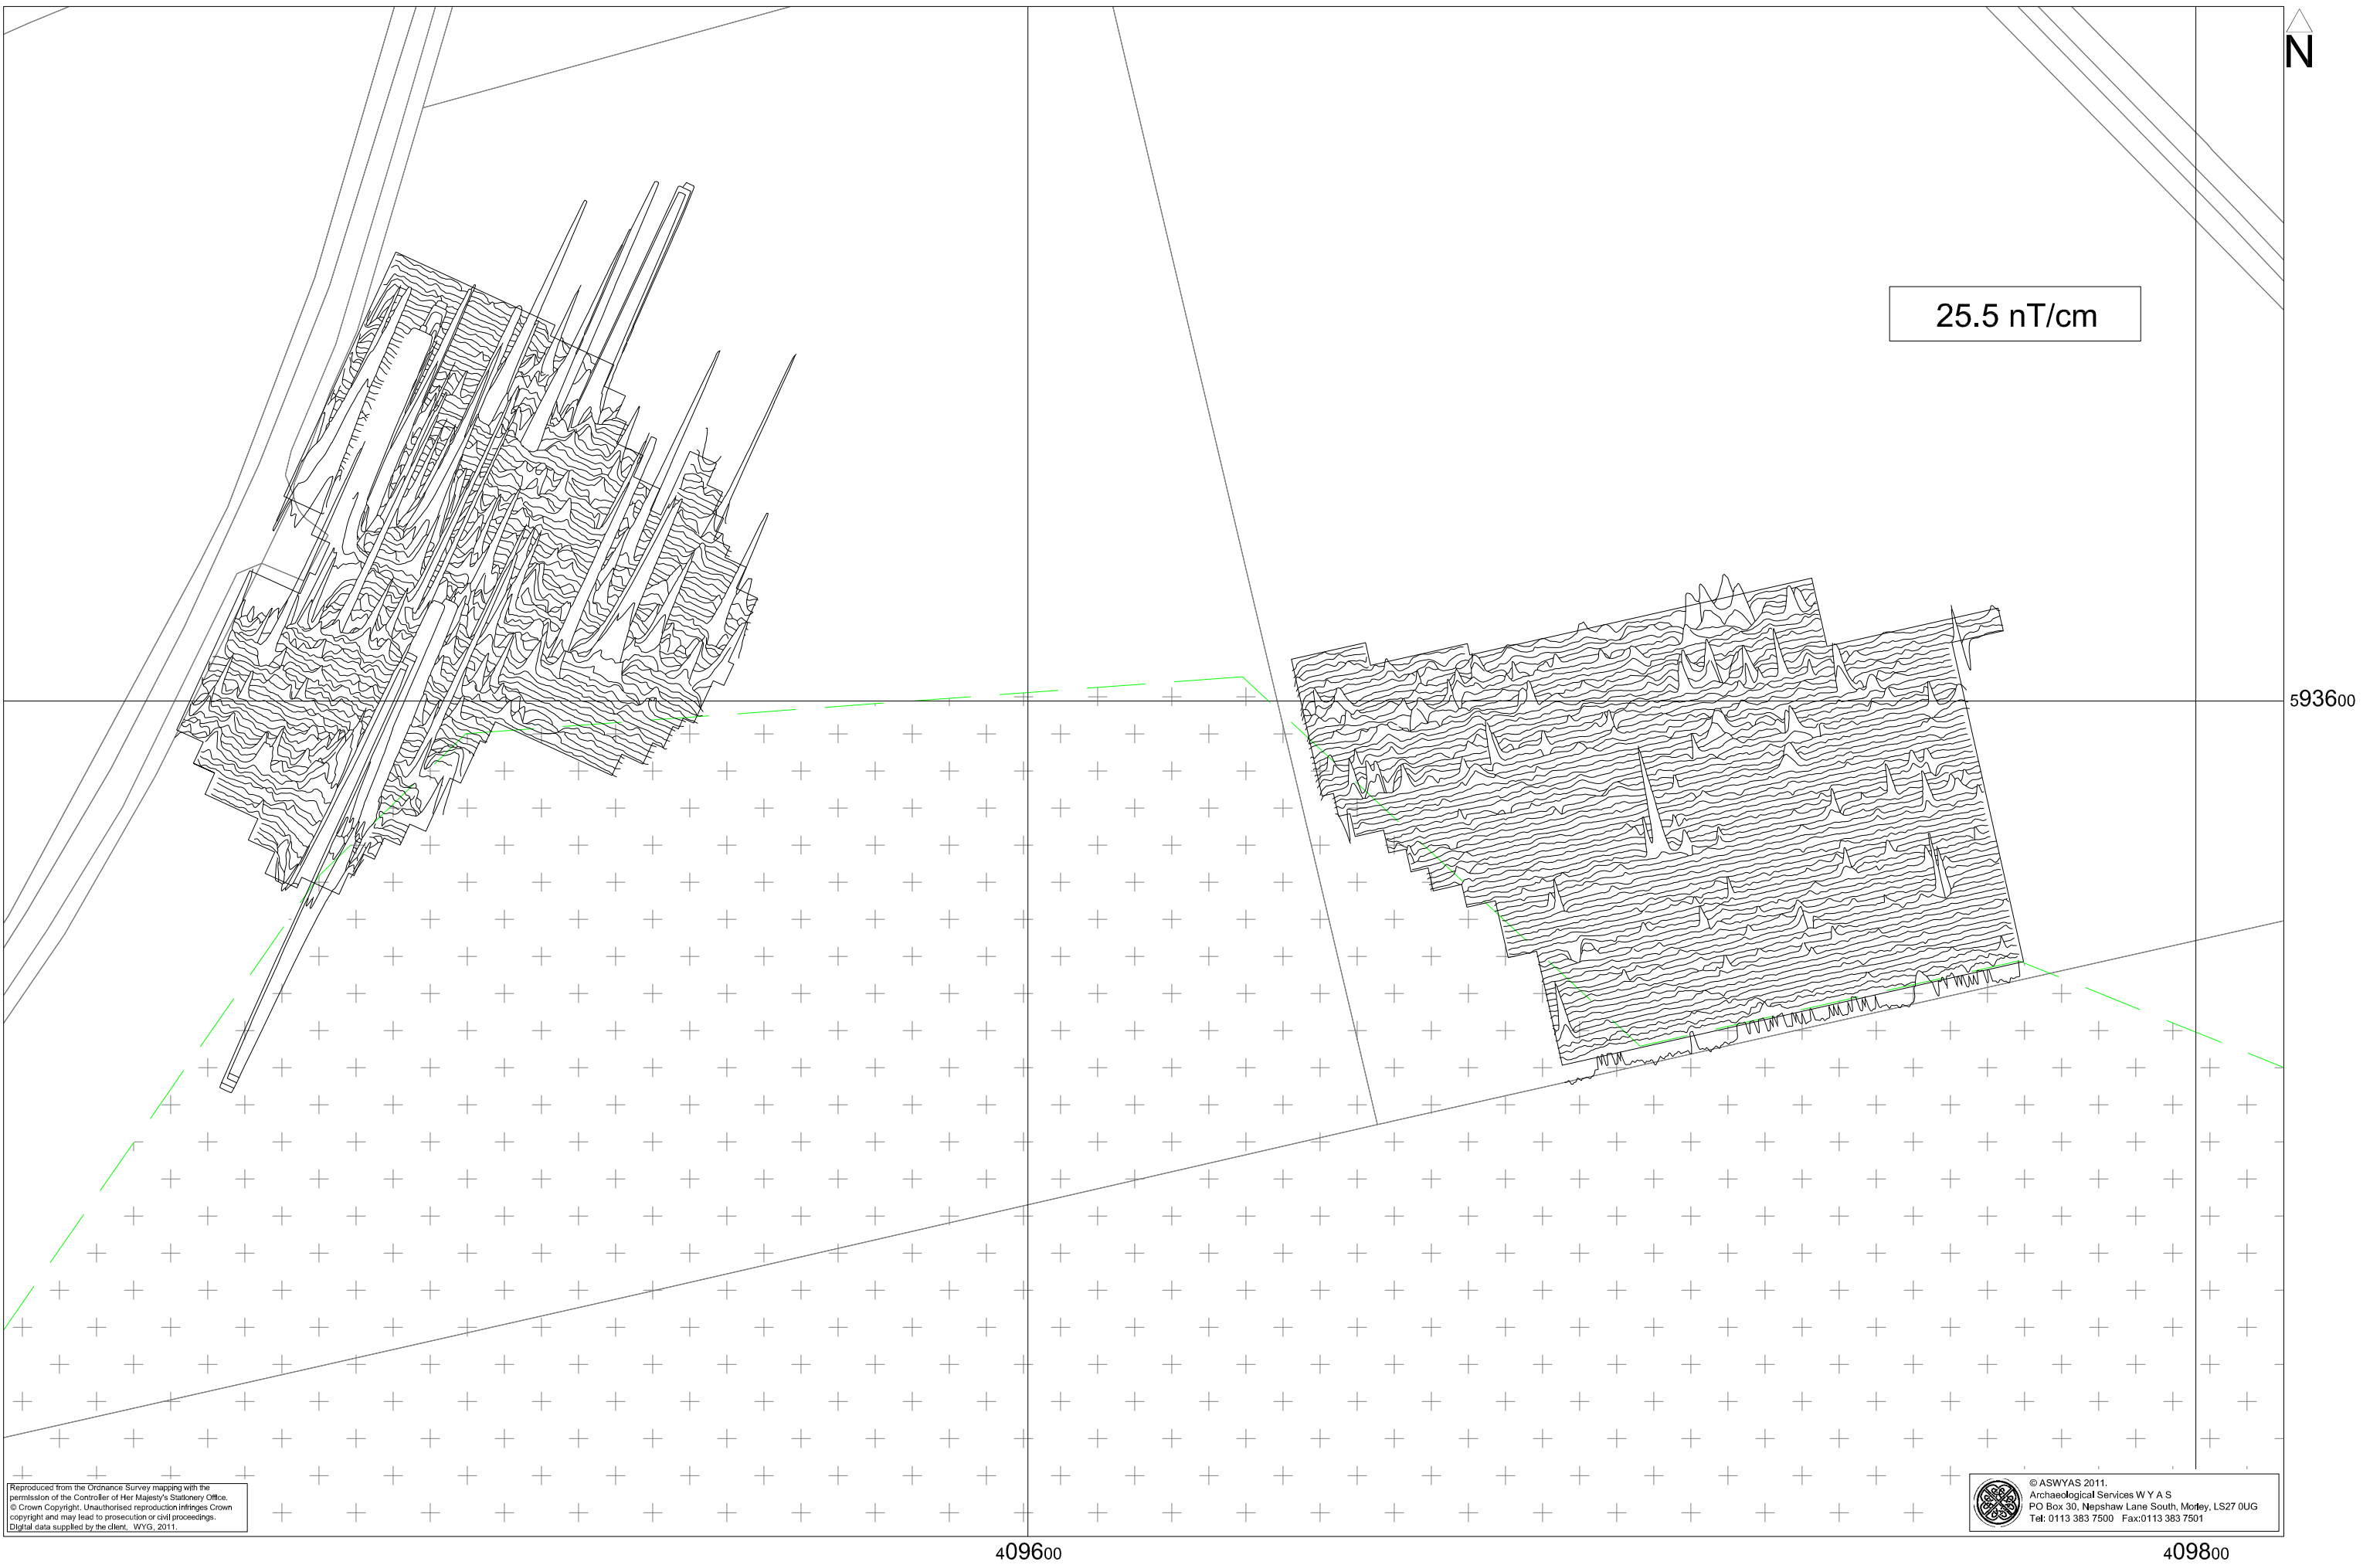 N
25.5 nT/cm
593600
Reproduced from the Ordnance Survey mapping with the
permission of the Controller of Her Majesty's Stationery Office.
© Crown Copyright. Unauthorised reproduction infringes Crown
copyright and may lead to prosecution or civil proceedings.
Digital data supplied by the client, WYG, 2011.
© ASWYAS 2011.
Archaeological Services W Y A S
PO Box 30, Nepshaw Lane South, Morley, LS27 0UG
Tel: 0113 383 7500 Fax:0113 383 7501
409600
409800